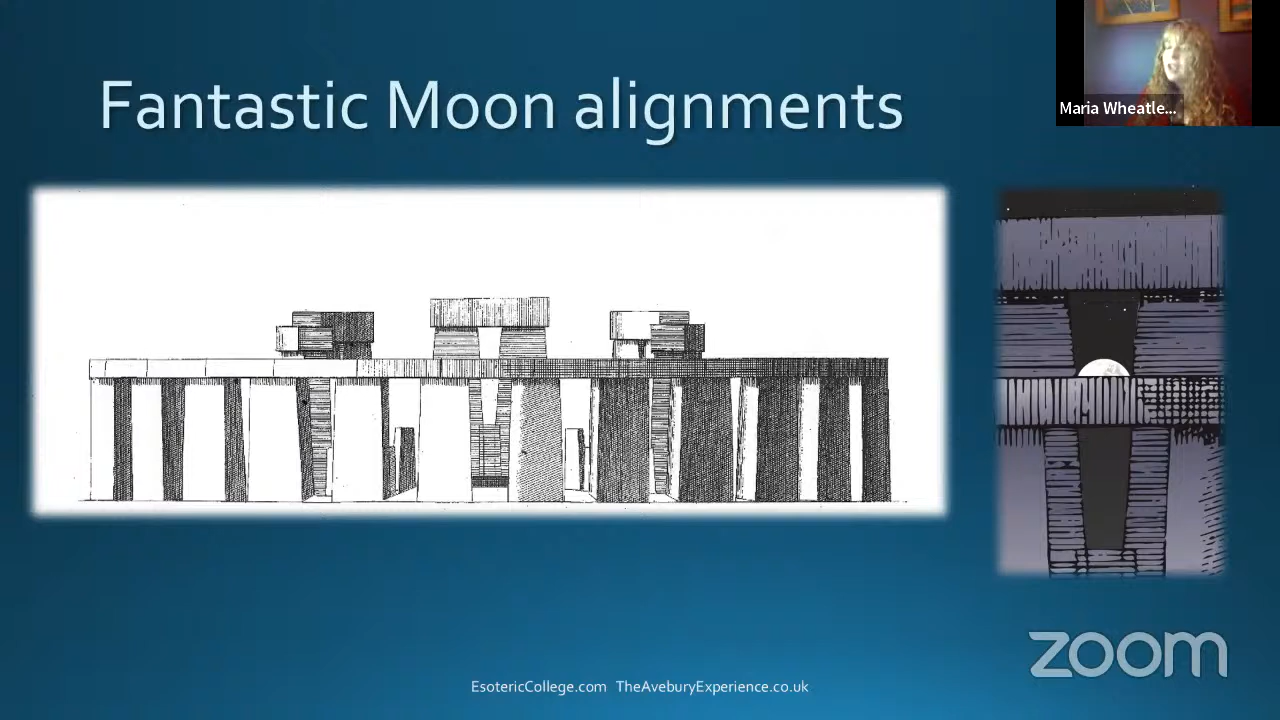 Fantastic Moon alignments
Maria Wheatle...
zoom
EsotericCollege.com TheAveburyExperience.co.uk